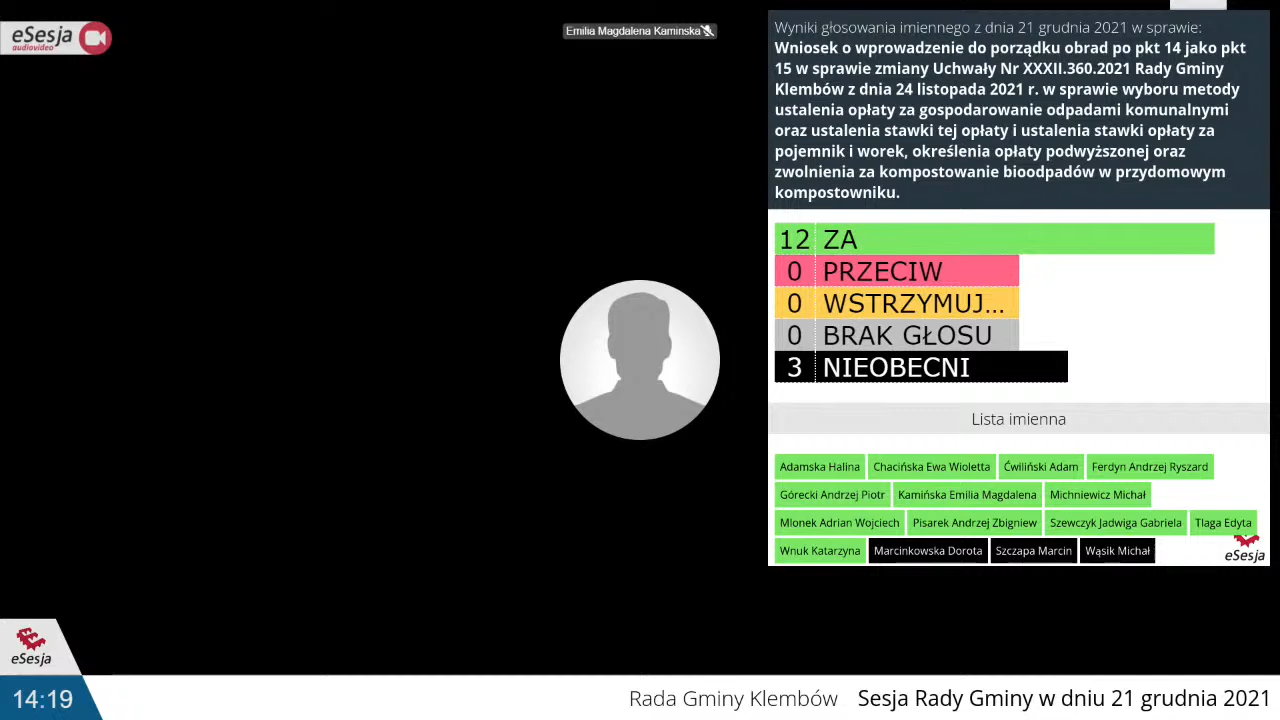 eSesja
audiovideo
Emilia Magdalena Kaminska
Wyniki głosowania imiennego z dnia 21 grudnia 2021 w sprawie:
Wniosek o wprowadzenie do porządku obrad po pkt 14 jako pkt
15 w sprawie zmiany Uchwały Nr XXXII.360.2021 Rady Gminy
Klembów z dnia 24 listopada 2021 r. w sprawie wyboru metody
ustalenia opłaty za gospodarowanie odpadami komunalnymi
oraz ustalenia stawki tej opłaty i ustalenia stawki opłaty za
pojemnik i worek, określenia opłaty podwyższonej oraz
zwolnienia za kompostowanie bioodpadów w przydomowym
kompostowniku.
12 ZA
0 PRZECIW
0 WSTRZYMUJ...
0 BRAK GŁOSU
3 NIEOBECNI
Lista imienna
Adamska Halina Chacińska Ewa Wioletta Ćwiliński Adam Ferdyn Andrzej Ryszard
Górecki Andrzej Piotr Kamińska Emilia Magdalena Michniewicz Michał
Mlonek Adrian Wojciech Pisarek Andrzej Zbigniew Szewczyk Jadwiga Gabriela Tlaga Edyta
Wnuk Katarzyna Marcinkowska Dorota Szczapa Marcin Wąsik Michał
eSesja
eSesja
14:19
Rada Gminy Klembów Sesja Rady Gminy w dniu 21 grudnia 2021